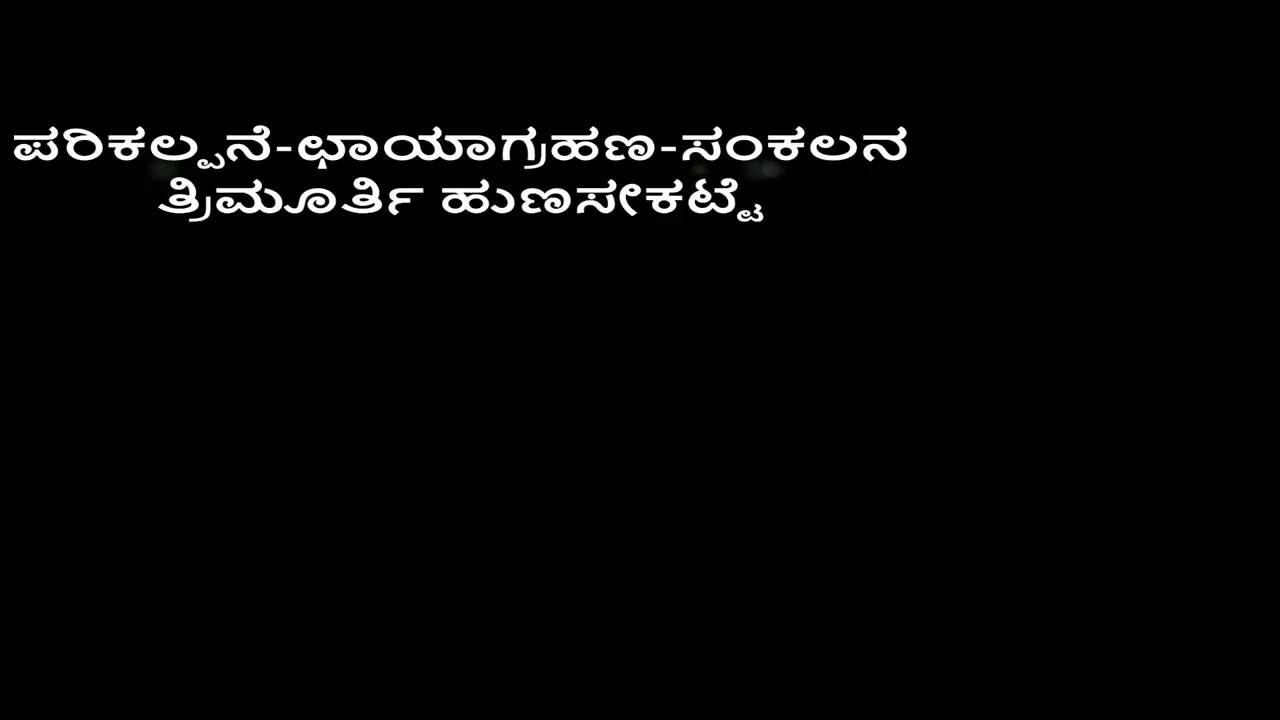 ಪರಿಕಲ್ಪನೆ-ಛಾಯಾಗ್ರಹಣ-ಸಂಕಲನ
ತ್ರಿಮೂರ್ತಿ ಹುಣಸೇಕಟ್ಟೆ